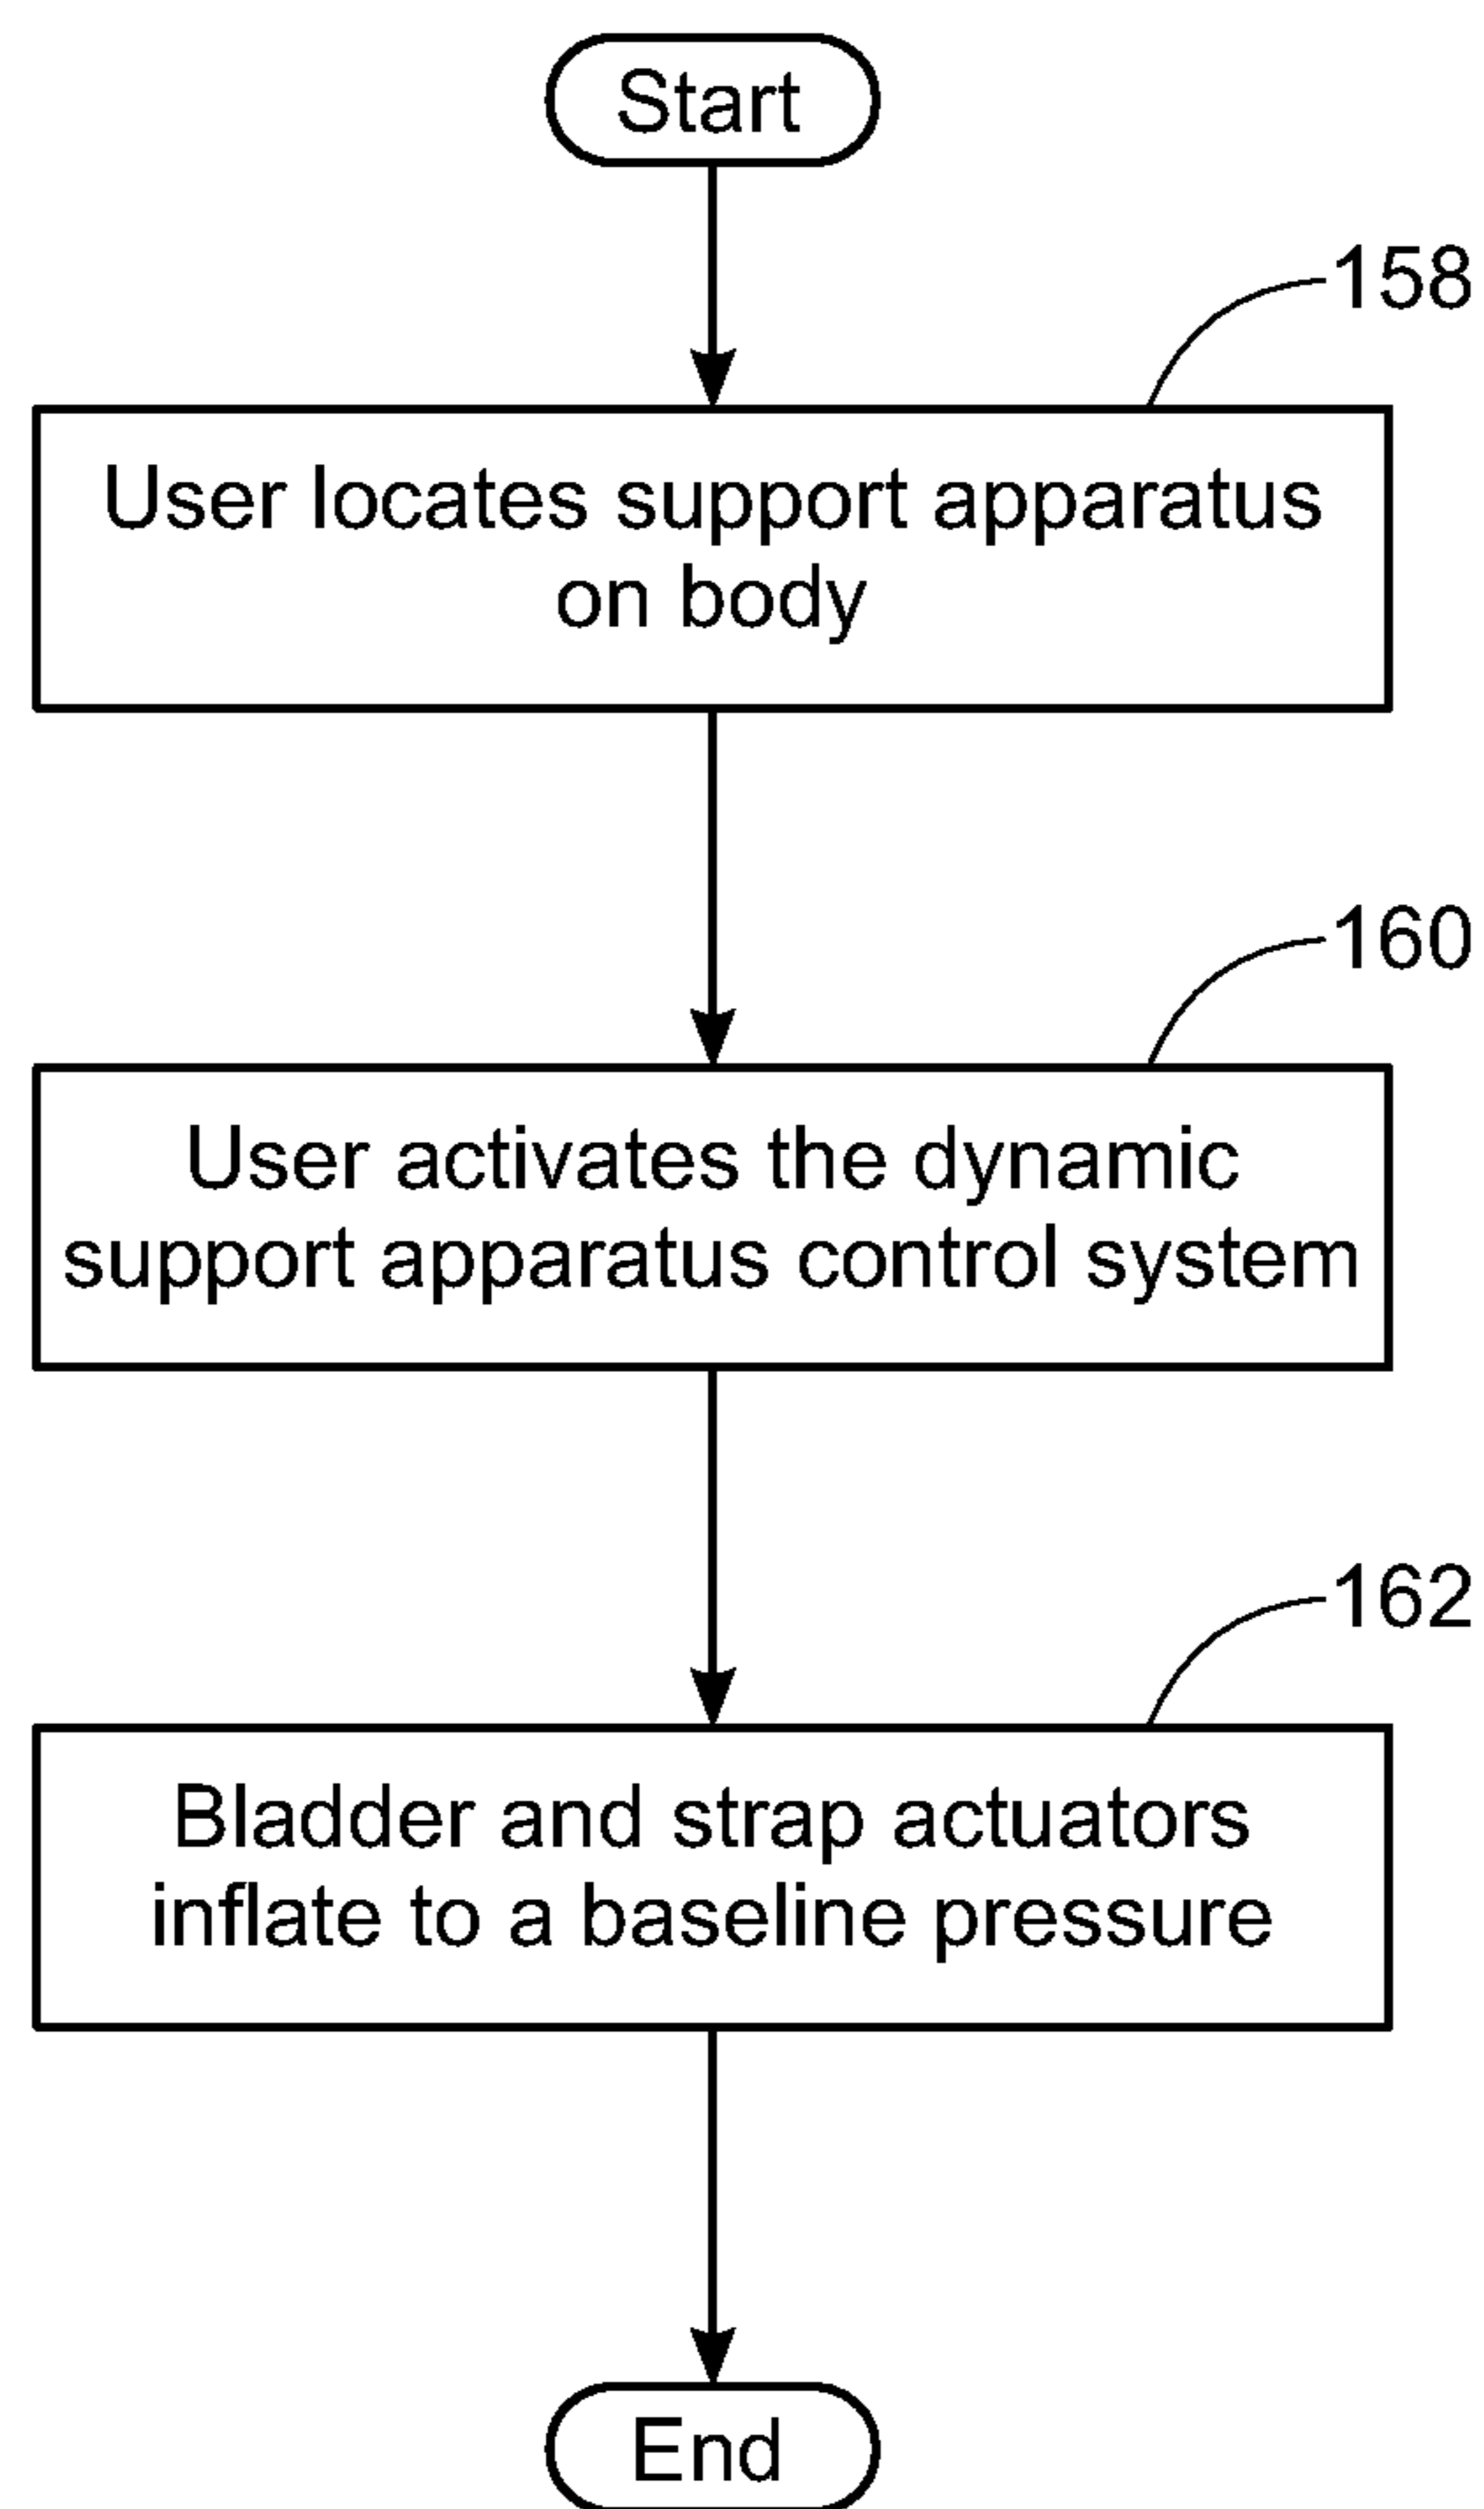 Start
158
User locates support apparatus
on body
160
User activates the dynamic
support apparatus control system
162
Bladder and strap actuators
inflate to a baseline pressure
End